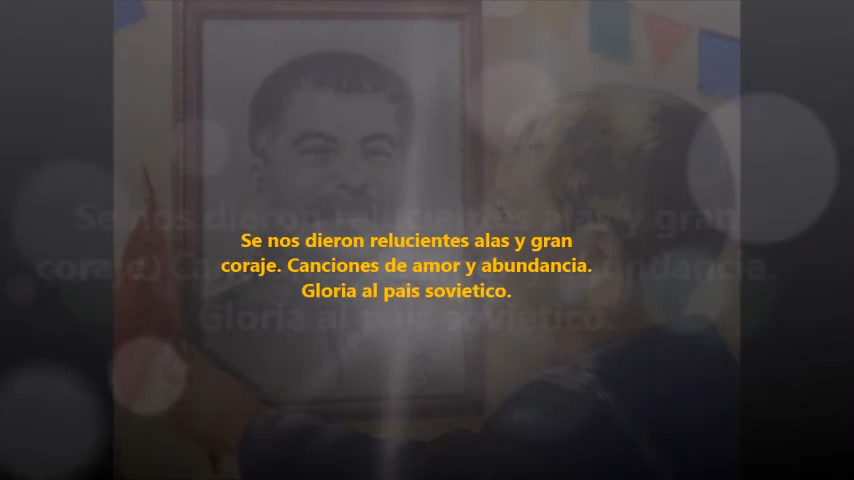 Se nos dieron relucientes alas y gran
coraje. Canciones de amor y abundancia.
Gloria al pais sovietico.